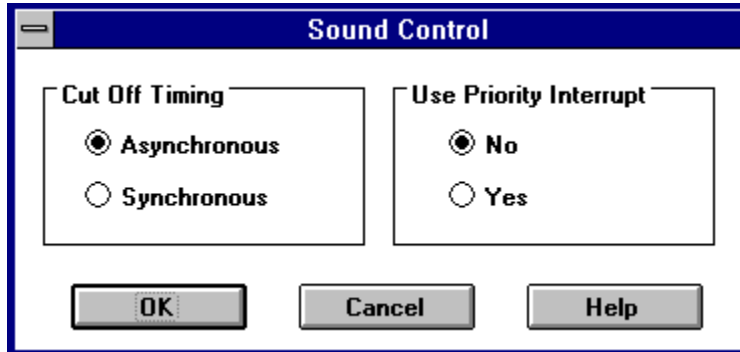 Sound Control
Cut Off Timing
Asynchronous
Synchronous
Use Priority Interrupt
No
Yes
OK
Cancel
Help